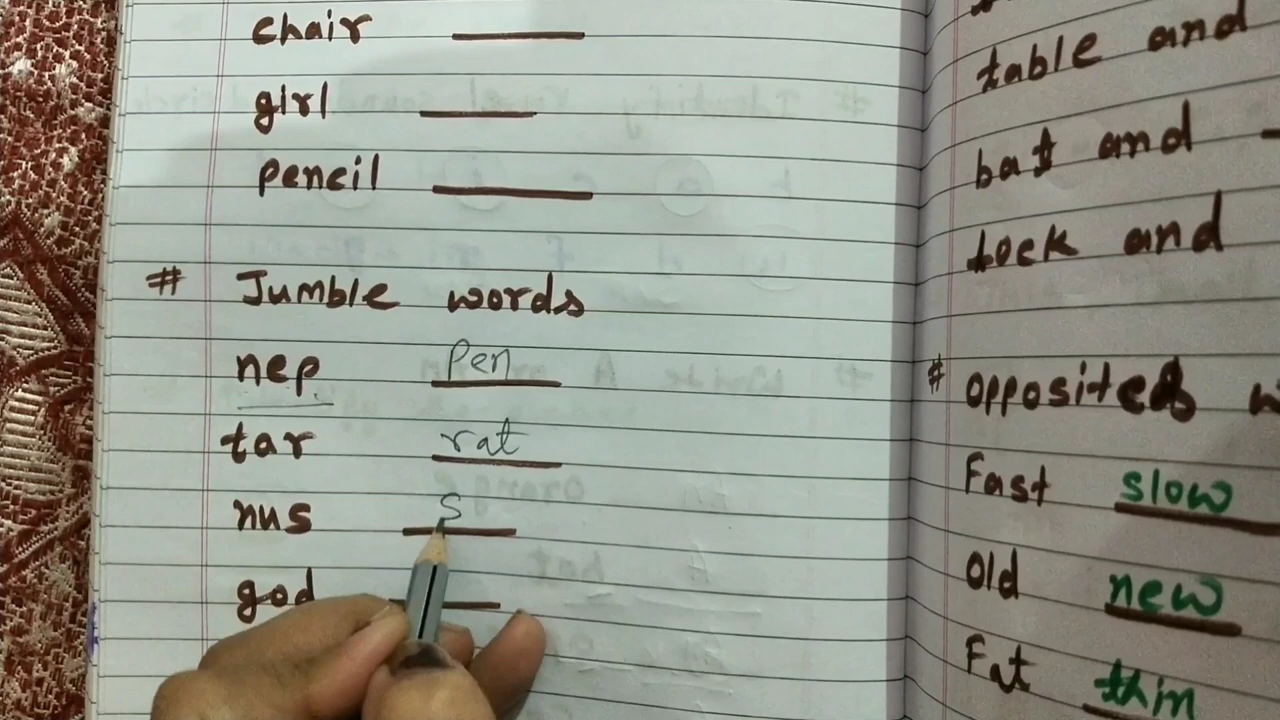 chair
girl
pencil
# Jumble words
nep pen
tar rat
nus s
god
table and
bat and
Lock and
# Opposites
Fast slow
Old new
Fat thin